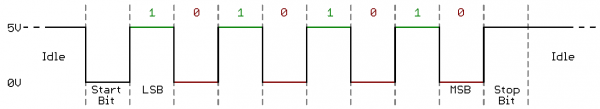 1 0 1 0 1 0 1 0
5V
Idle
Idle
0V
Start Bit
LSB
MSB
Stop Bit